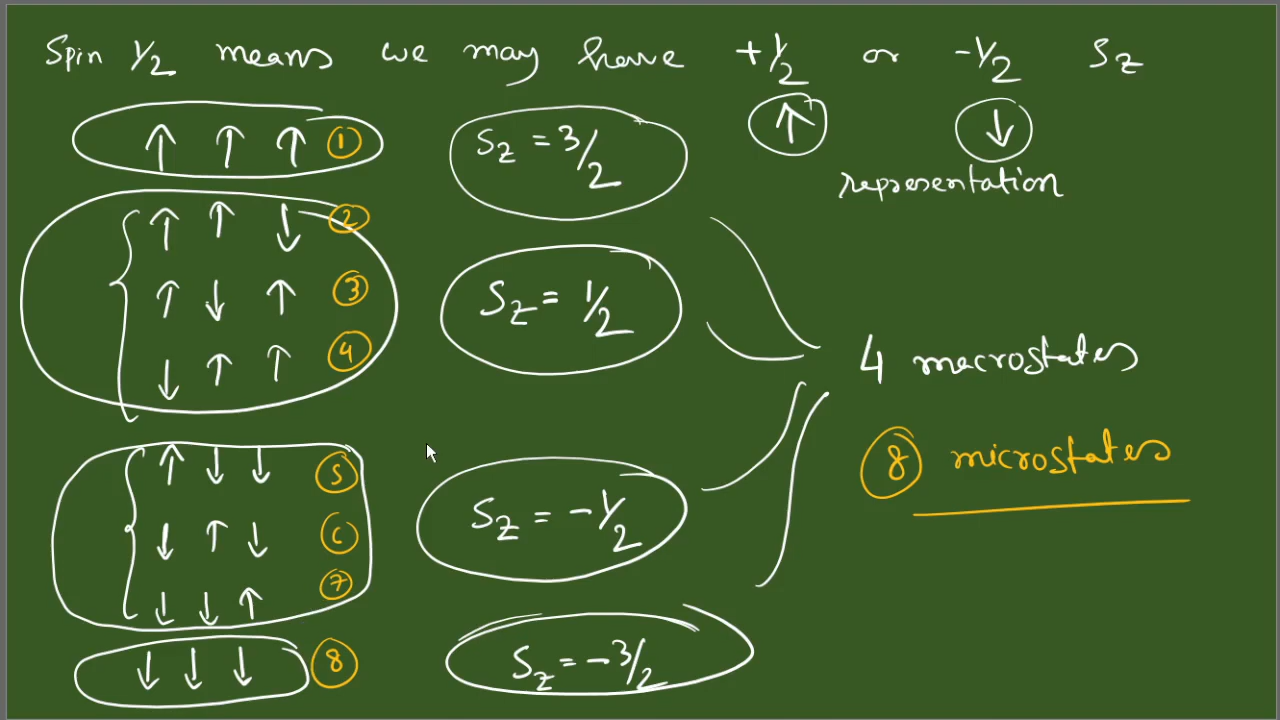 Spin 1/2 means we may have +1/2 or -1/2 Sz
↑ ↓
representation
↑ ↑ ↑ ① Sz = 3/2
↑ ↑ ↓ ②
↑ ↓ ↑ ③ Sz = 1/2
↓ ↑ ↑ ④
4 macrostates
⑧ microstates
↑ ↓ ↓ ⑤
↓ ↑ ↓ ⑥ Sz = -1/2
↓ ↓ ↑ ⑦
↓ ↓ ↓ ⑧ Sz = -3/2